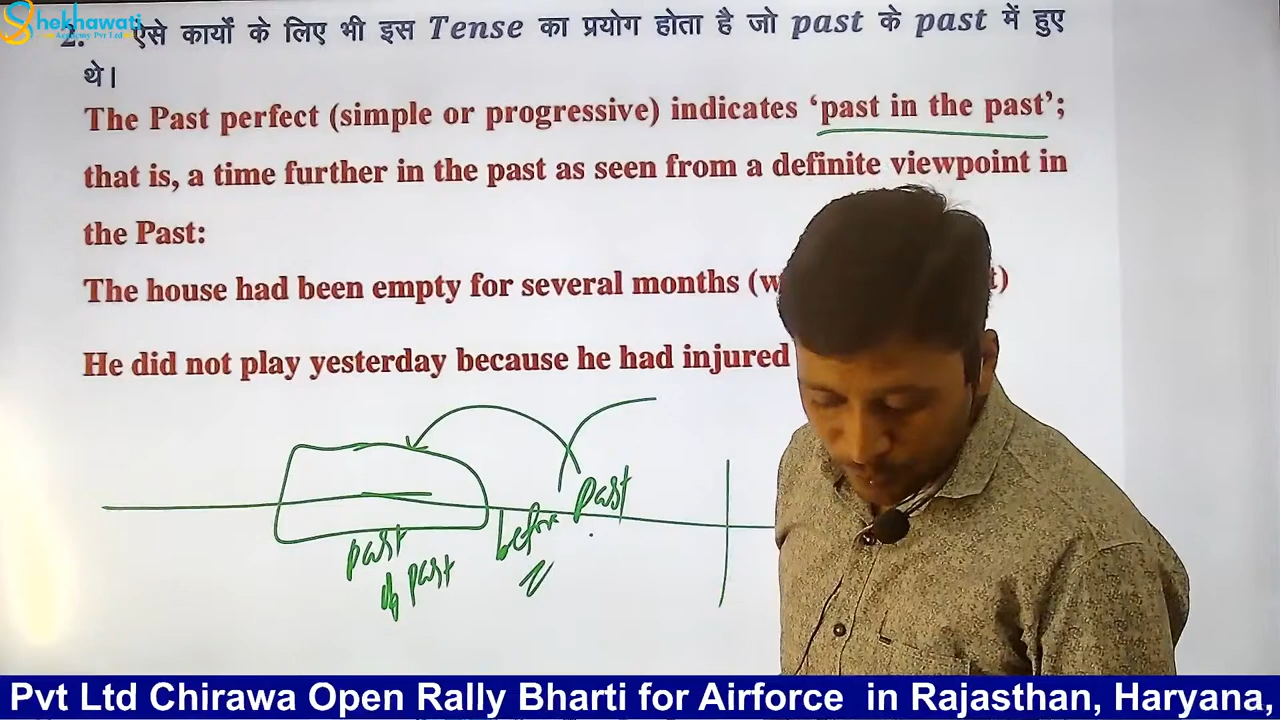 Shekhawati
Academy Pvt Ltd
2. ऐसे कार्यों के लिए भी इस Tense का प्रयोग होता है जो past के past में हुए
थे।
The Past perfect (simple or progressive) indicates ‘past in the past’;
that is, a time further in the past as seen from a definite viewpoint in
the Past:
The house had been empty for several months (w t)
He did not play yesterday because he had injured
past
before
past
of past
Pvt Ltd Chirawa Open Rally Bharti for Airforce in Rajasthan, Haryana,